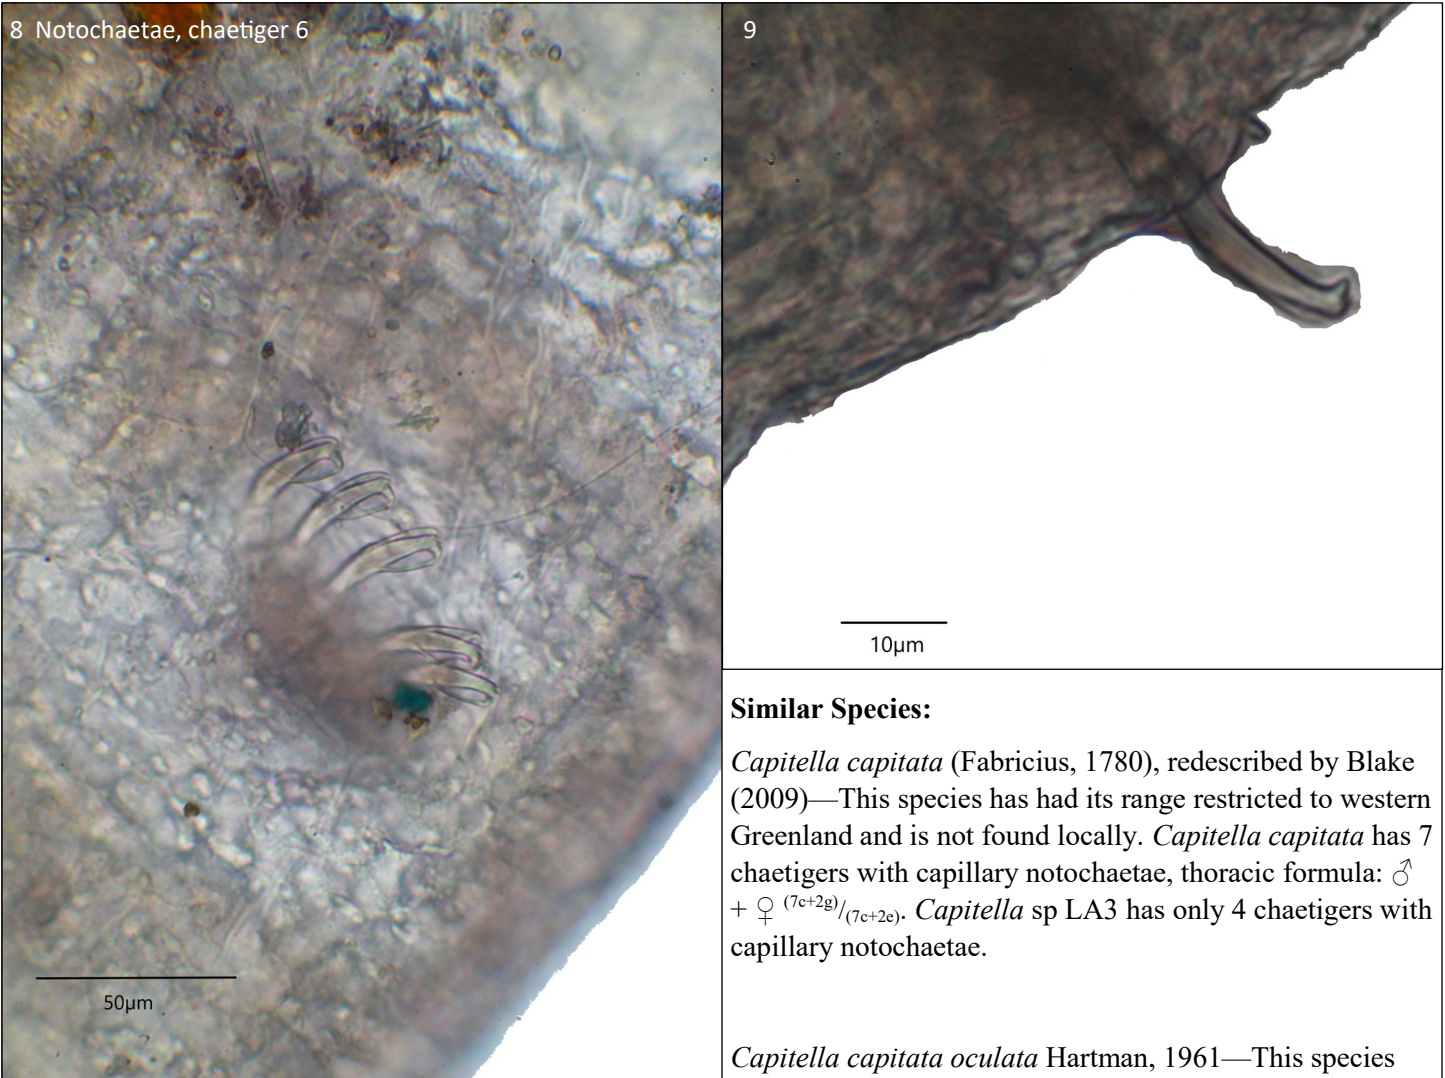 8 Notochaetae, chaetiger 6
50µm
9
10µm
Similar Species:
Capitella capitata (Fabricius, 1780), redescribed by Blake
(2009)—This species has had its range restricted to western
Greenland and is not found locally. Capitella capitata has 7
chaetigers with capillary notochaetae, thoracic formula: ♂
+ ♀ (7c+2g)/(7c+2e). Capitella sp LA3 has only 4 chaetigers with
capillary notochaetae.
Capitella capitata oculata Hartman, 1961—This species